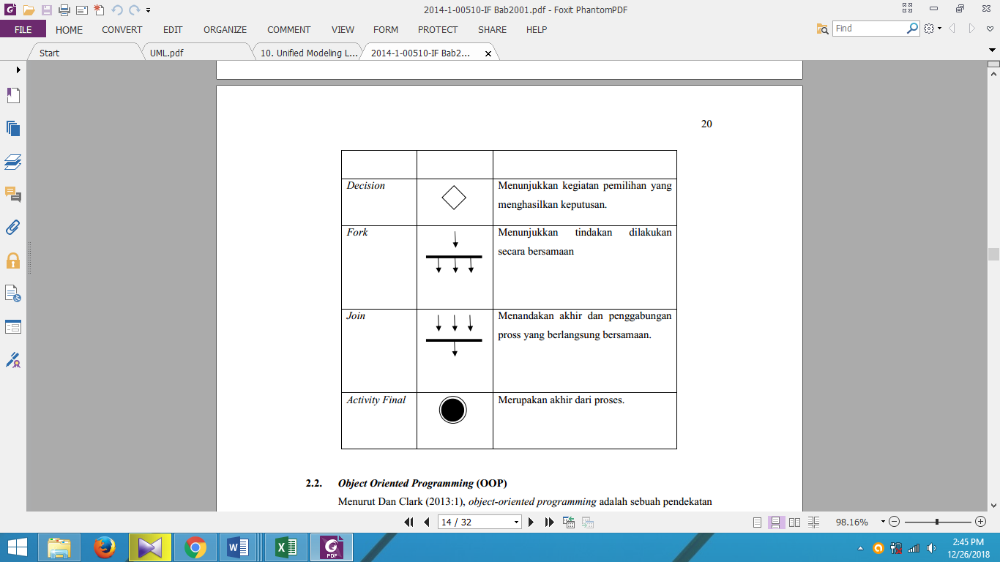 2014-1-00510-IF Bab2001.pdf - Foxit PhantomPDF
FILE HOME CONVERT EDIT ORGANIZE COMMENT VIEW FORM PROTECT SHARE HELP Find
Start UML.pdf 10. Unified Modeling L... 2014-1-00510-IF Bab2...
20
Decision
Menunjukkan kegiatan pemilihan yang
menghasilkan keputusan.
Fork
Menunjukkan tindakan dilakukan
secara bersamaan
Join
Menandakan akhir dan penggabungan
pross yang berlangsung bersamaan.
Activity Final
Merupakan akhir dari proses.
2.2. Object Oriented Programming (OOP)
Menurut Dan Clark (2013:1), object-oriented programming adalah sebuah pendekatan
14 / 32 98.16%
PDF
2:45 PM
12/26/2018